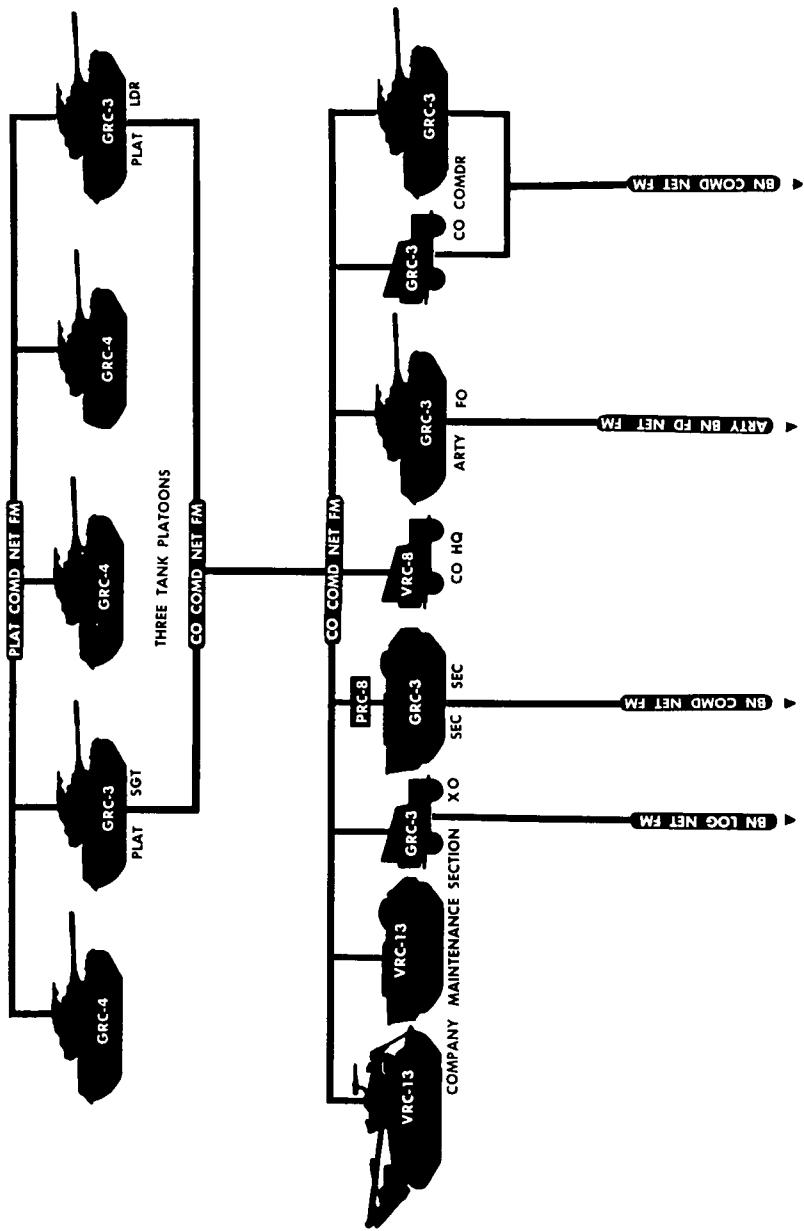 PLAT COMD NET FM
GRC-4
GRC-3
PLAT SGT
GRC-4
GRC-4
GRC-3
PLAT LDR
THREE TANK PLATOONS
CO COMD NET FM
CO COMD NET FM
VRC-13
VRC-13
COMPANY MAINTENANCE SECTION
GRC-3
XO
PRC-8
GRC-3
SEC SEC
VRC-8
CO HQ
GRC-3
ARTY FO
GRC-3
GRC-3
CO COMDR
BN LOG NET FM
BN COMD NET FM
ARTY BN FD NET FM
BN COMD NET FM